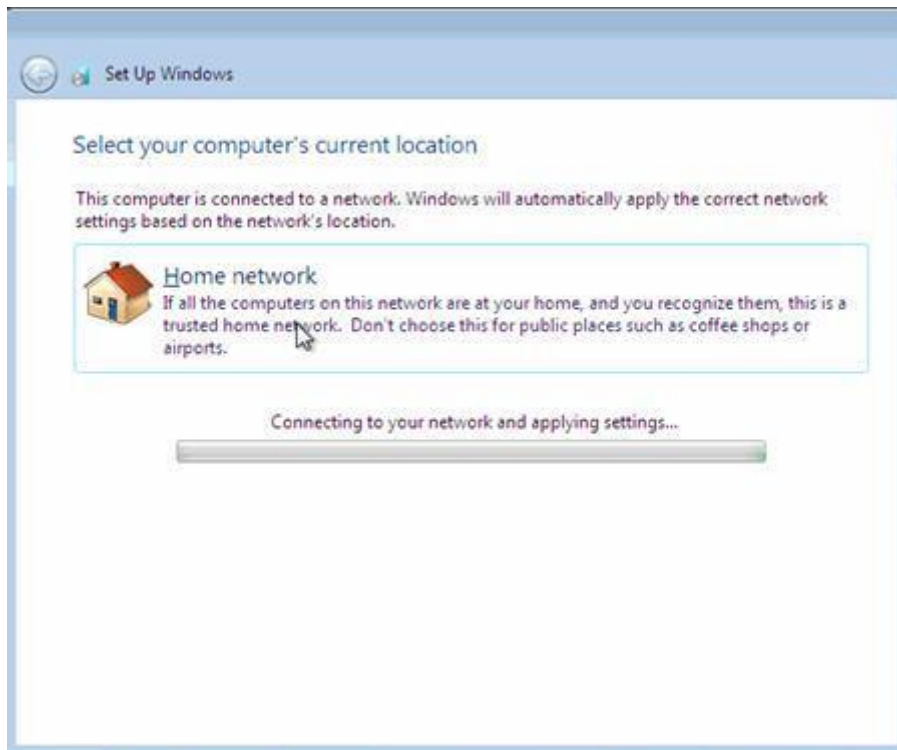 Set Up Windows
Select your computer's current location
This computer is connected to a network. Windows will automatically apply the correct network
settings based on the network's location.
Home network
If all the computers on this network are at your home, and you recognize them, this is a
trusted home network. Don't choose this for public places such as coffee shops or
airports.
Connecting to your network and applying settings...